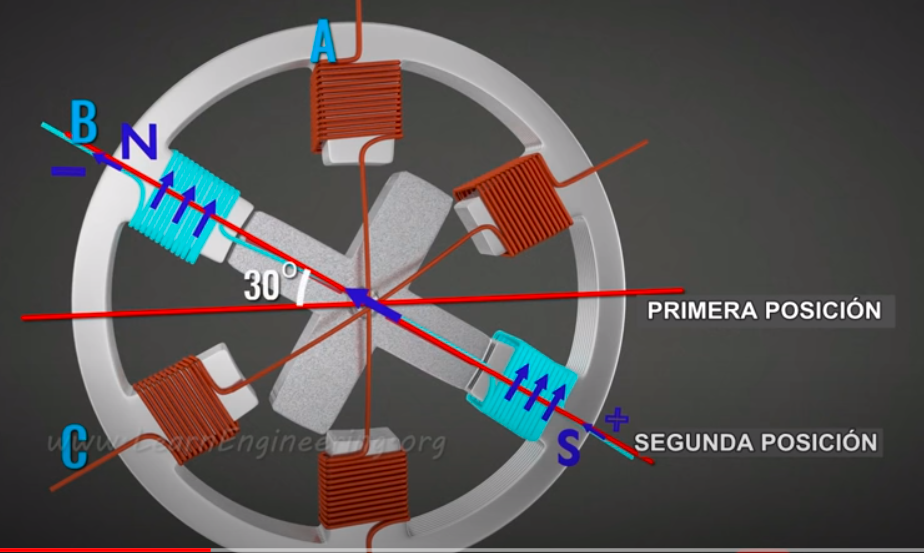 A
B
N
−
30°
PRIMERA POSICIÓN
+
C
www.LearnEngineering.org
S
SEGUNDA POSICIÓN